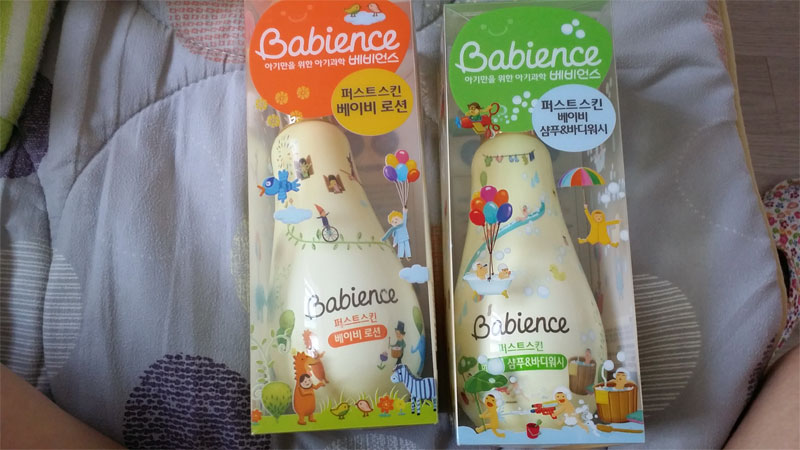 Babience
아기만을 위한 아기과학 베비언스
퍼스트스킨
베이비 로션
Babience
퍼스트스킨
베이비 로션
Babience
아기만을 위한 아기과학 베비언스
퍼스트스킨
베이비
샴푸&바디워시
Babience
퍼스트스킨
샴푸&바디워시